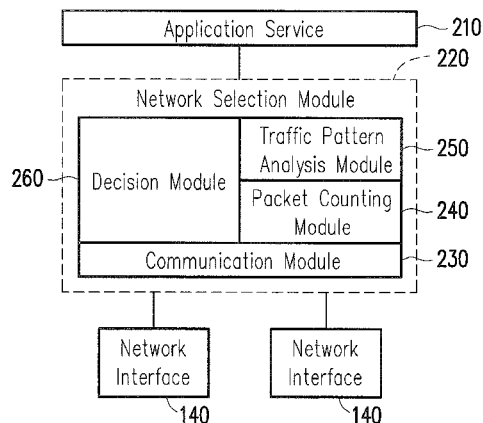 Application Service
210
220
Network Selection Module
Traffic Pattern
Analysis Module
250
260
Decision Module
Packet Counting
Module
240
Communication Module
230
Network
Interface
Network
Interface
140
140